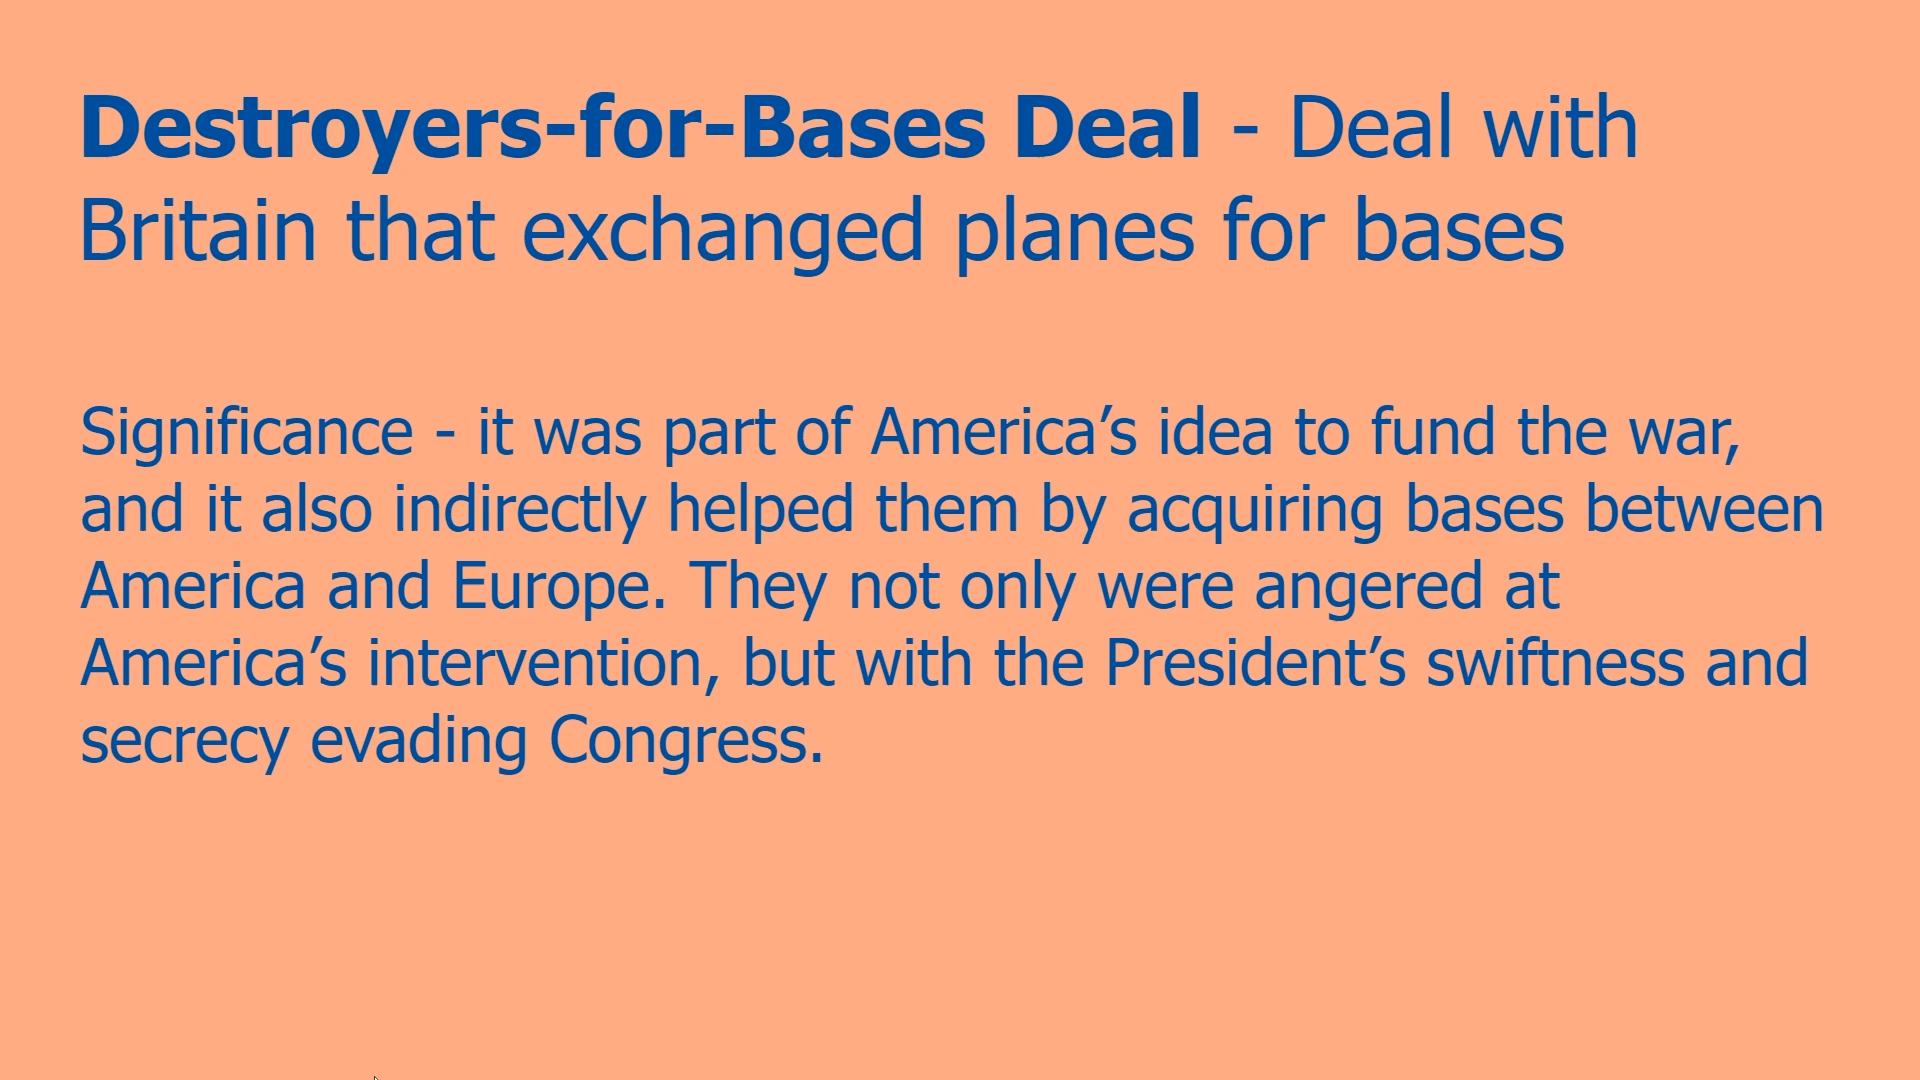 Destroyers-for-Bases Deal - Deal with
Britain that exchanged planes for bases
Significance - it was part of America’s idea to fund the war,
and it also indirectly helped them by acquiring bases between
America and Europe. They not only were angered at
America’s intervention, but with the President’s swiftness and
secrecy evading Congress.